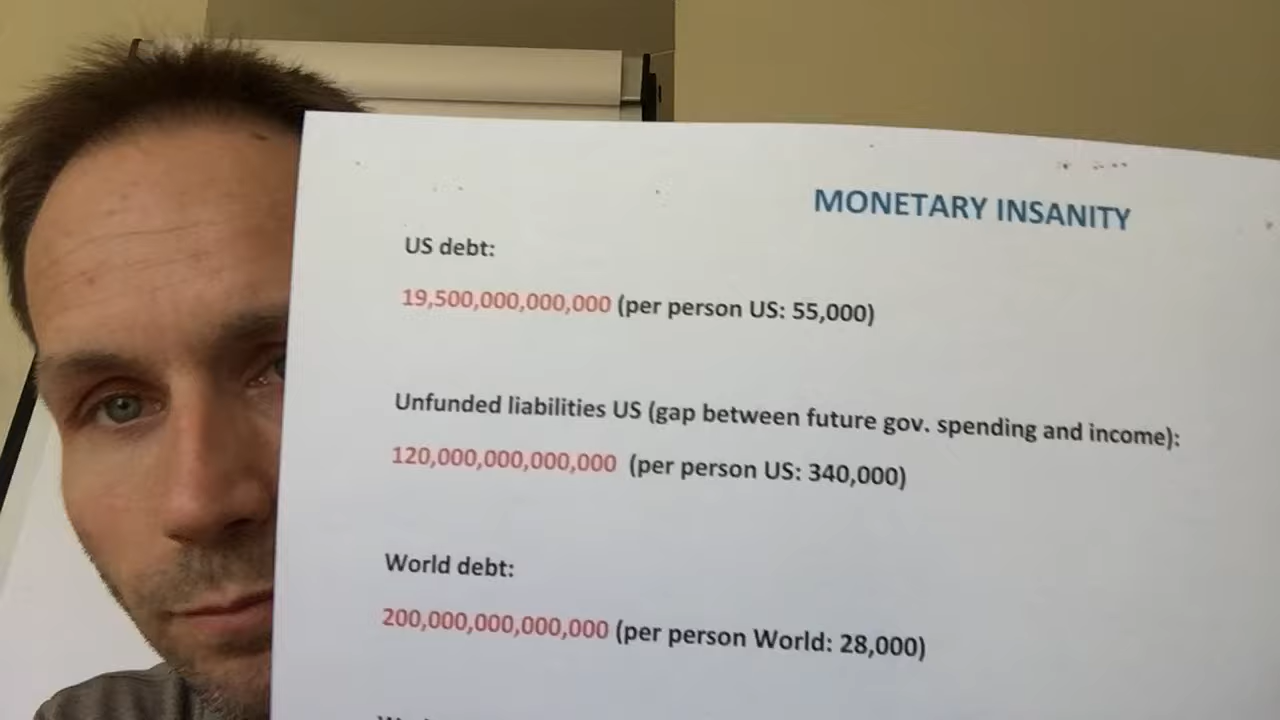 MONETARY INSANITY
US debt:
19,500,000,000,000 (per person US: 55,000)
Unfunded liabilities US (gap between future gov. spending and income):
120,000,000,000,000 (per person US: 340,000)
World debt:
200,000,000,000,000 (per person World: 28,000)